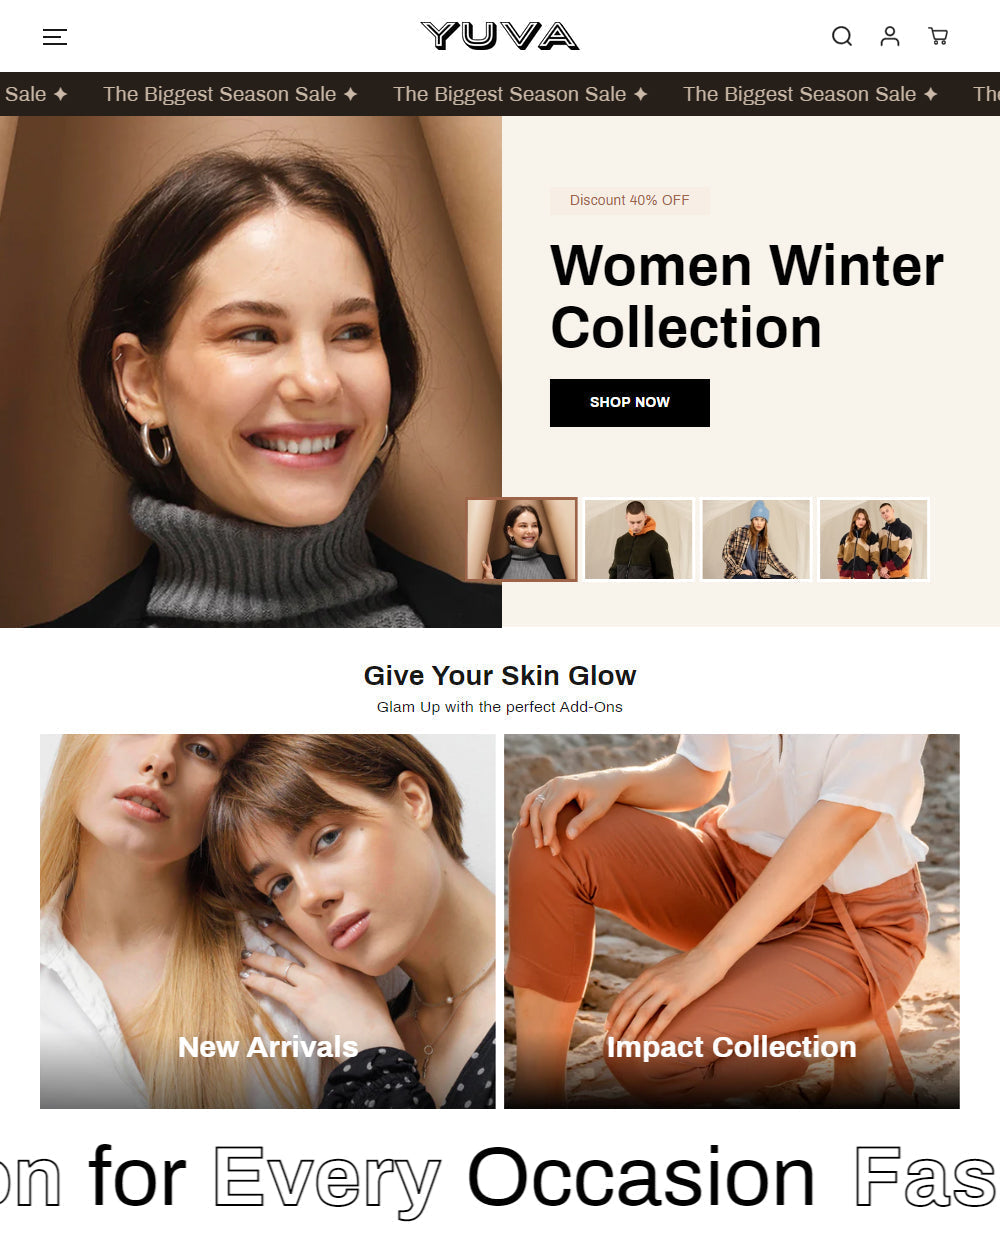 YUVA
Sale ✦ The Biggest Season Sale ✦ The Biggest Season Sale ✦ The Biggest Season Sale ✦ The
Discount 40% OFF
Women Winter
Collection
SHOP NOW
Give Your Skin Glow
Glam Up with the perfect Add-Ons
New Arrivals
Impact Collection
on for Every Occasion Fas